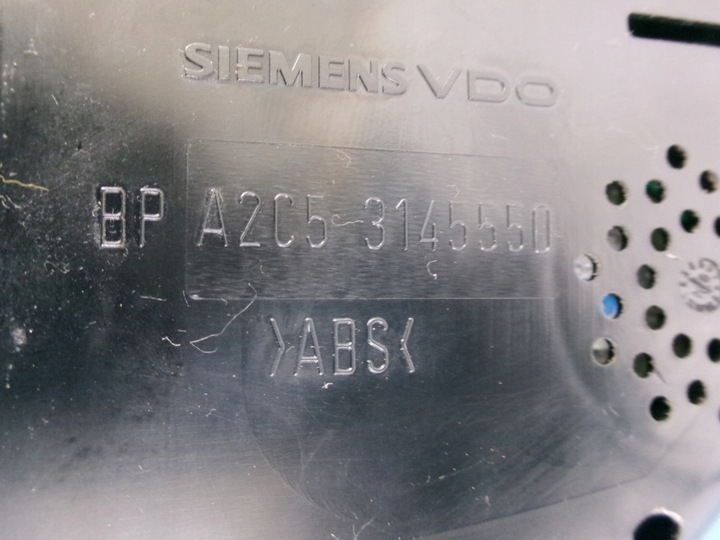 SIEMENS VDO
BP A2C5-3145550
>ABS<